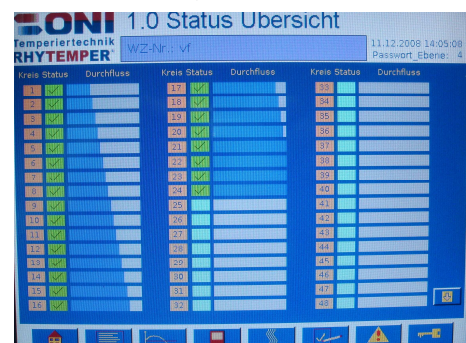 ONI 1.0 Status Übersicht
Temperiertechnik
RHYTEMPER®
WZ-Nr.: vf
11.12.2008 14:05:08
Passwort_Ebene: 4
Kreis Status Durchfluss Kreis Status Durchfluss Kreis Status Durchfluss
1 17 33
2 18 34
3 19 35
4 20 36
5 21 37
6 22 38
7 23 39
8 24 40
9 25 41
10 26 42
11 27 43
12 28 44
13 29 45
14 30 46
15 31 47
16 32 48